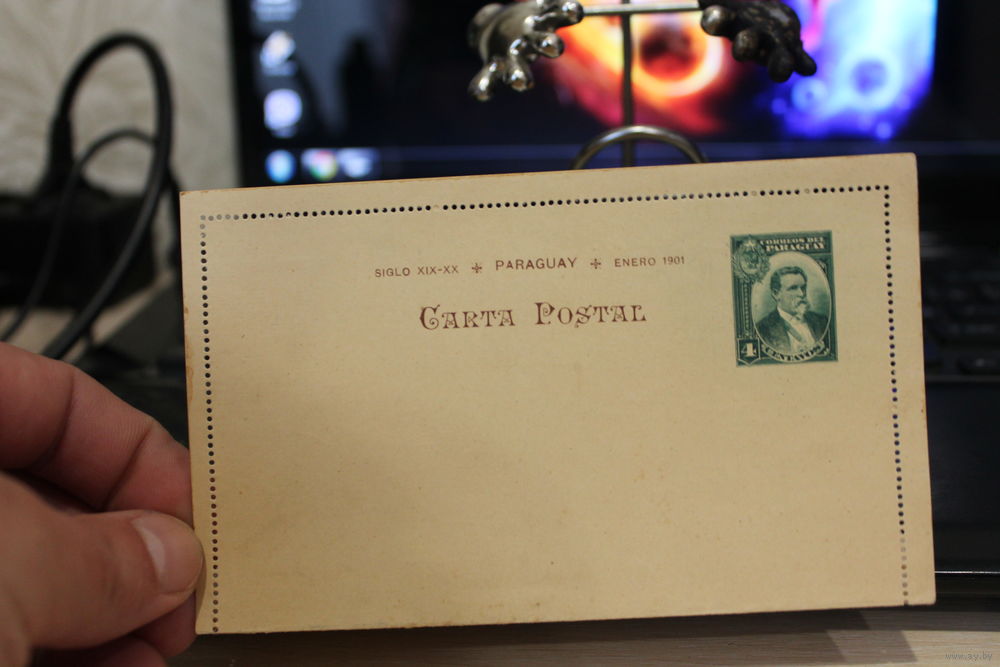 SIGLO XIX-XX ✢ PARAGUAY ✢ ENERO 1901
CARTA POSTAL
CORREOS DEL
PARAGUAY
4
CENTAVOS
www.ay.by